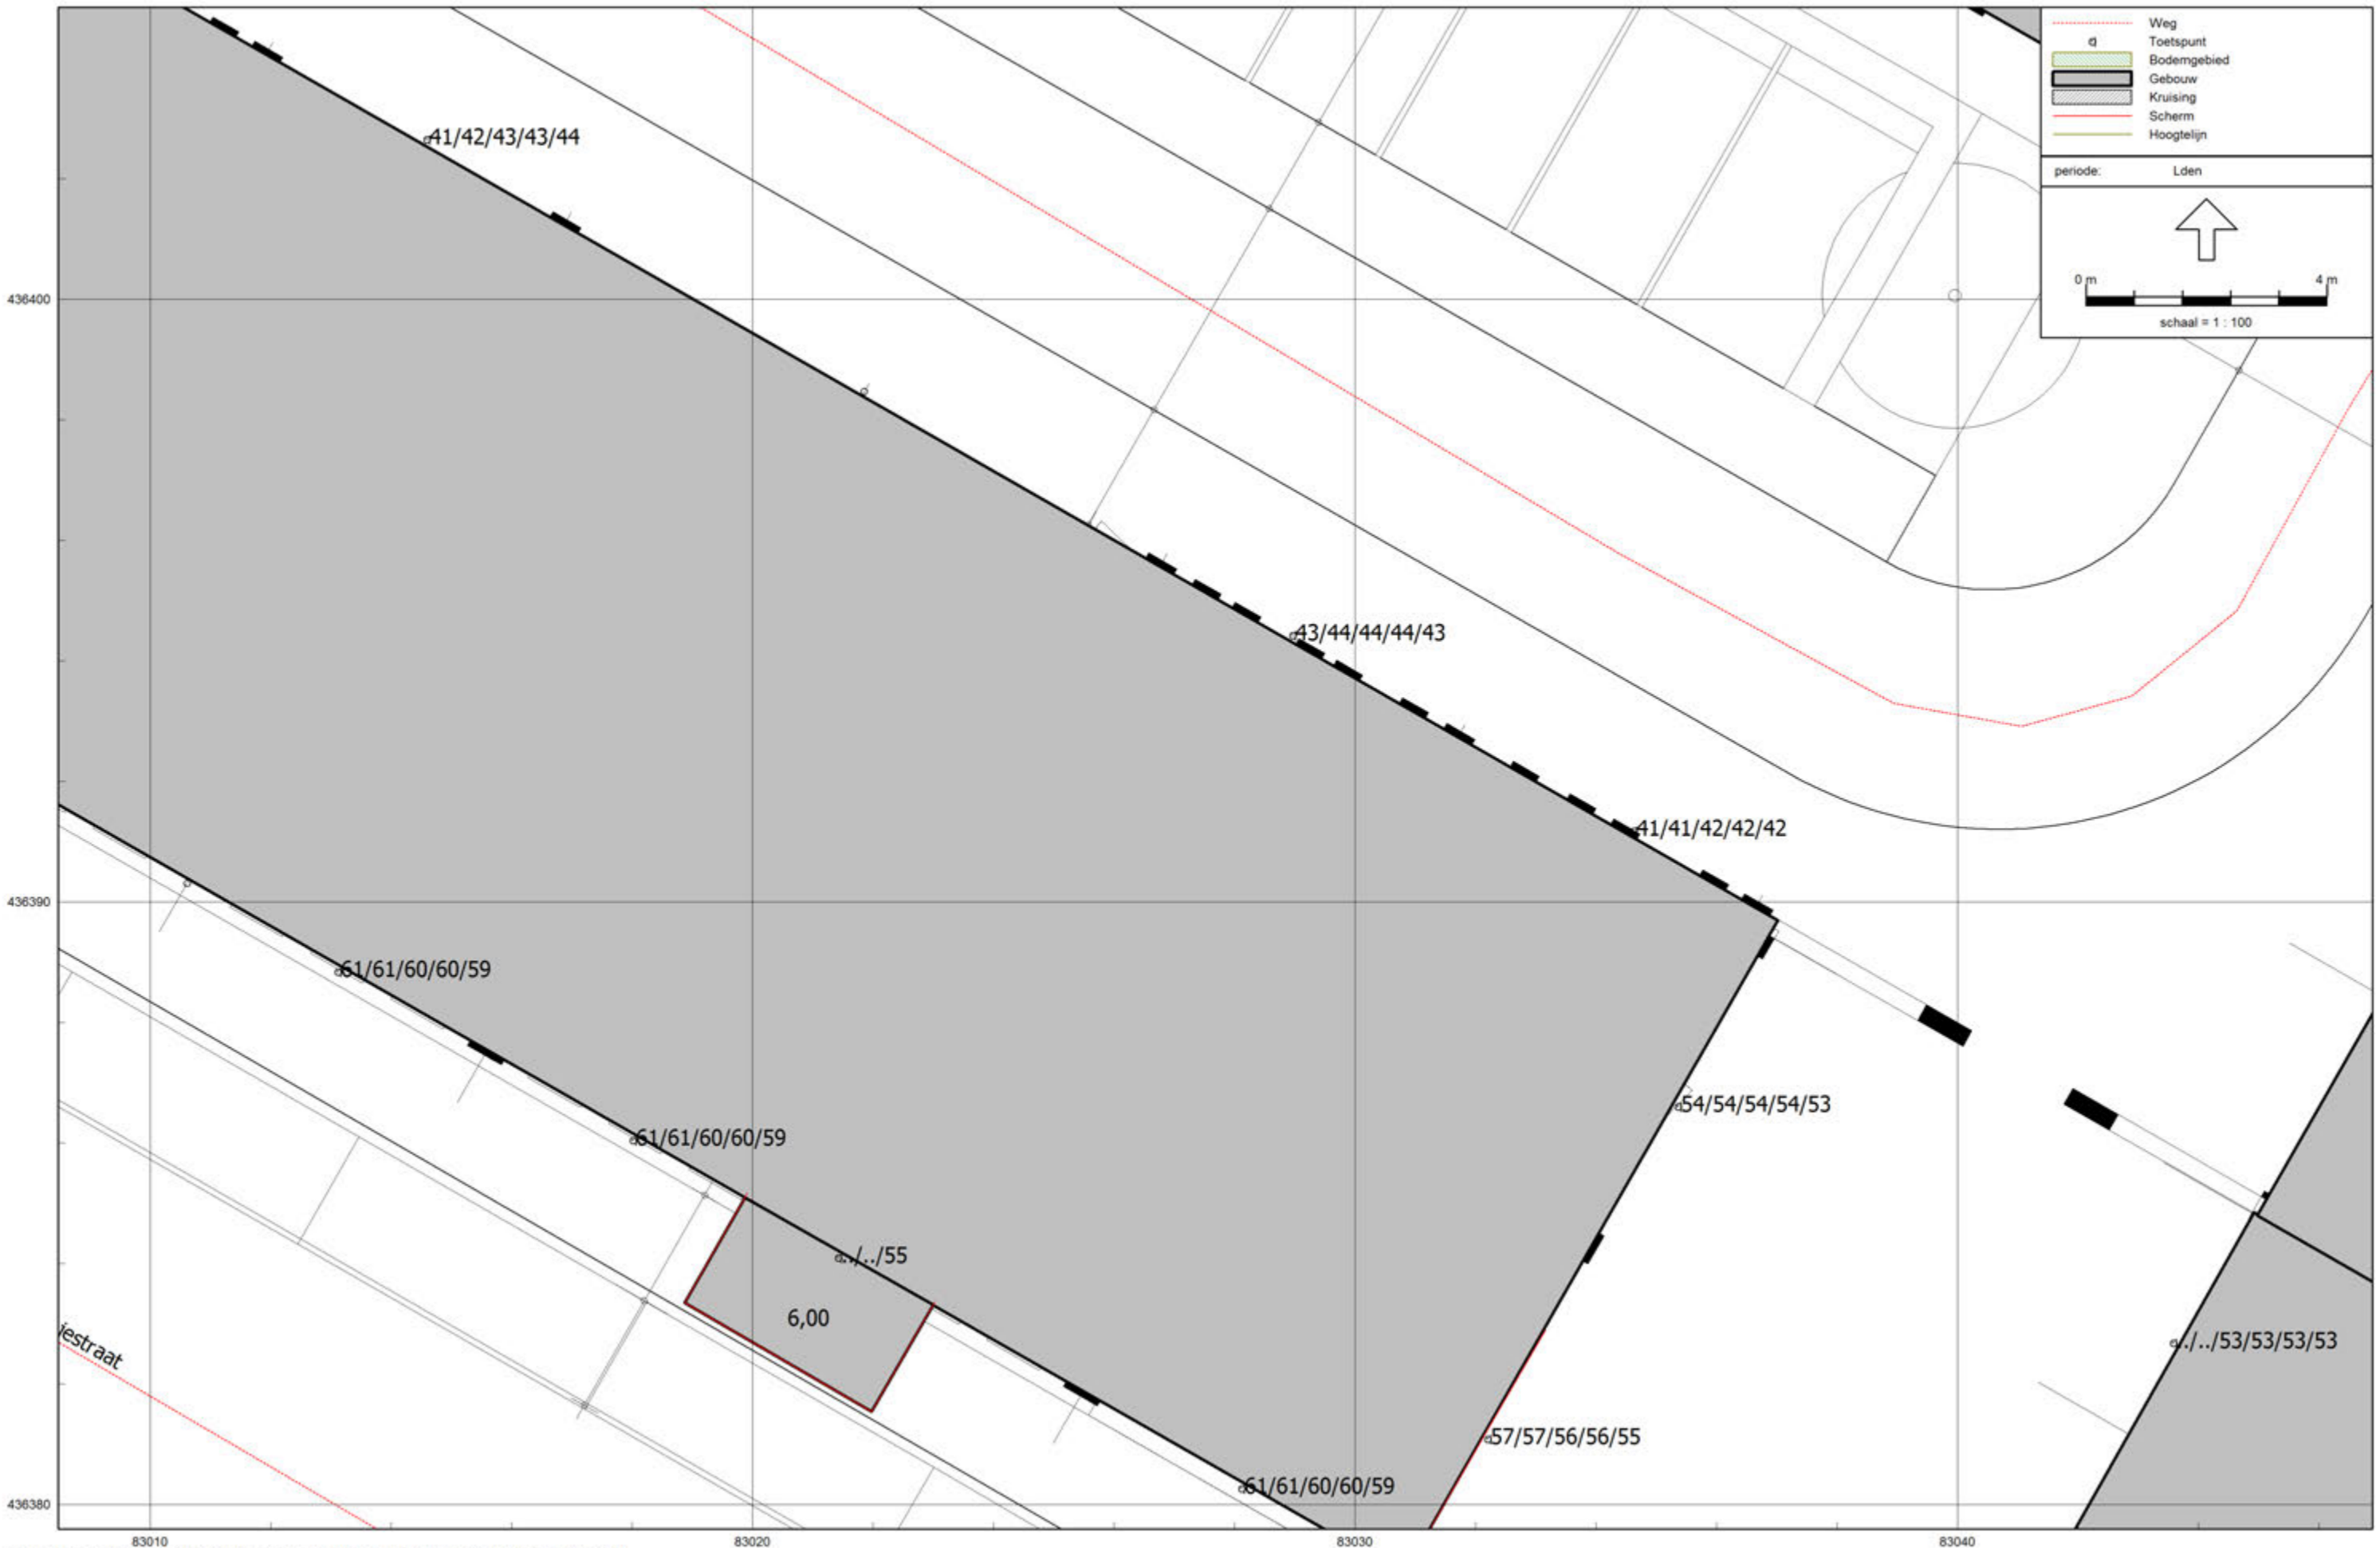 Weg
Toetspunt
Bodemgebied
Gebouw
Kruising
Scherm
Hoogtelijn
periode: Lden
0 m 4 m
schaal = 1 : 100
41/42/43/43/44
436400
43/44/44/44/43
41/41/42/42/42
436390
61/61/60/60/59
54/54/54/54/53
61/61/60/60/59
../../55
6,00
iestraat
../../53/53/53/53
57/57/56/56/55
61/61/60/60/59
436380
83010 83020 83030 83040